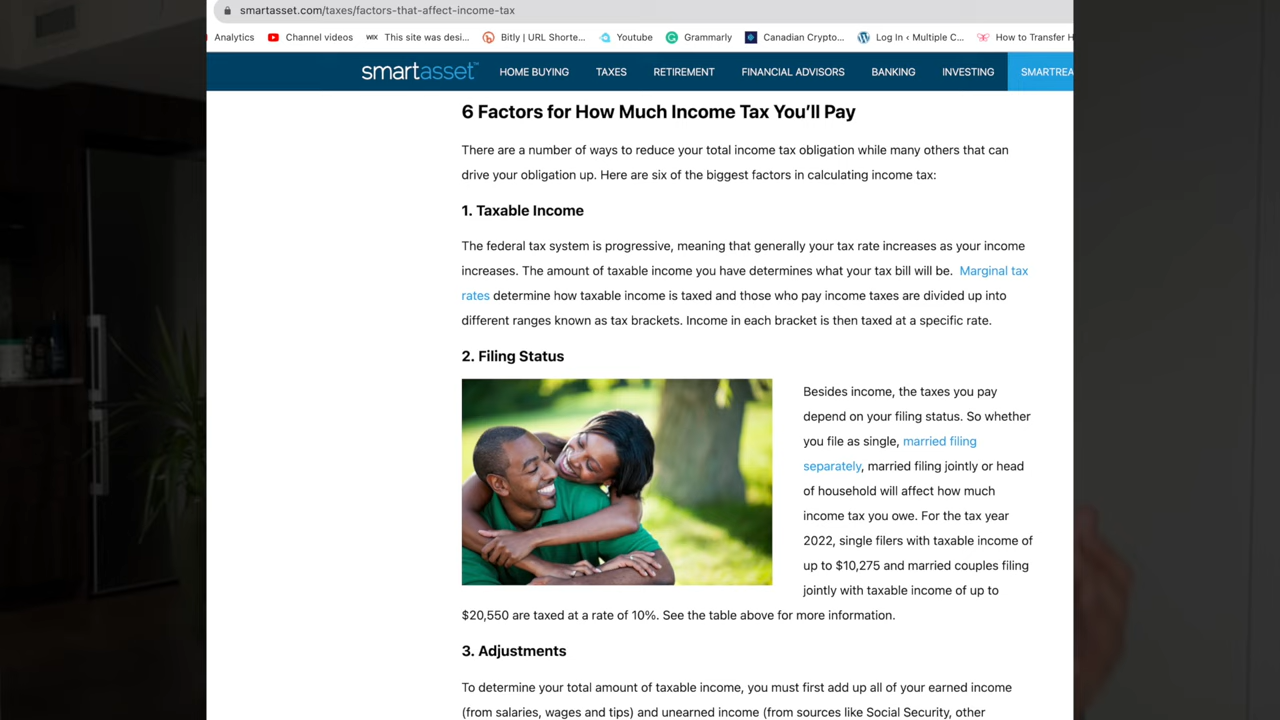 smartasset.com/taxes/factors-that-affect-income-tax
Analytics Channel videos WIX This site was desi... Bitly | URL Shorte... Youtube Grammarly Canadian Crypto... Log In ‹ Multiple C... How to Transfer H
smartasset™ HOME BUYING TAXES RETIREMENT FINANCIAL ADVISORS BANKING INVESTING SMARTREA
6 Factors for How Much Income Tax You’ll Pay
There are a number of ways to reduce your total income tax obligation while many others that can
drive your obligation up. Here are six of the biggest factors in calculating income tax:
1. Taxable Income
The federal tax system is progressive, meaning that generally your tax rate increases as your income
increases. The amount of taxable income you have determines what your tax bill will be. Marginal tax
rates determine how taxable income is taxed and those who pay income taxes are divided up into
different ranges known as tax brackets. Income in each bracket is then taxed at a specific rate.
2. Filing Status
Besides income, the taxes you pay
depend on your filing status. So whether
you file as single, married filing
separately, married filing jointly or head
of household will affect how much
income tax you owe. For the tax year
2022, single filers with taxable income of
up to $10,275 and married couples filing
jointly with taxable income of up to
$20,550 are taxed at a rate of 10%. See the table above for more information.
3. Adjustments
To determine your total amount of taxable income, you must first add up all of your earned income
(from salaries, wages and tips) and unearned income (from sources like Social Security, other